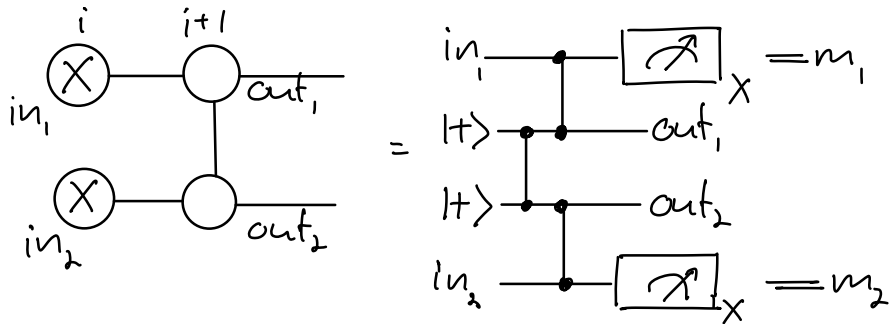 i i+1
X
in₁ out₁
X
in₂ out₂
=
in₁ X = m₁
|+⟩ out₁
|+⟩ out₂
in₂ X = m₂